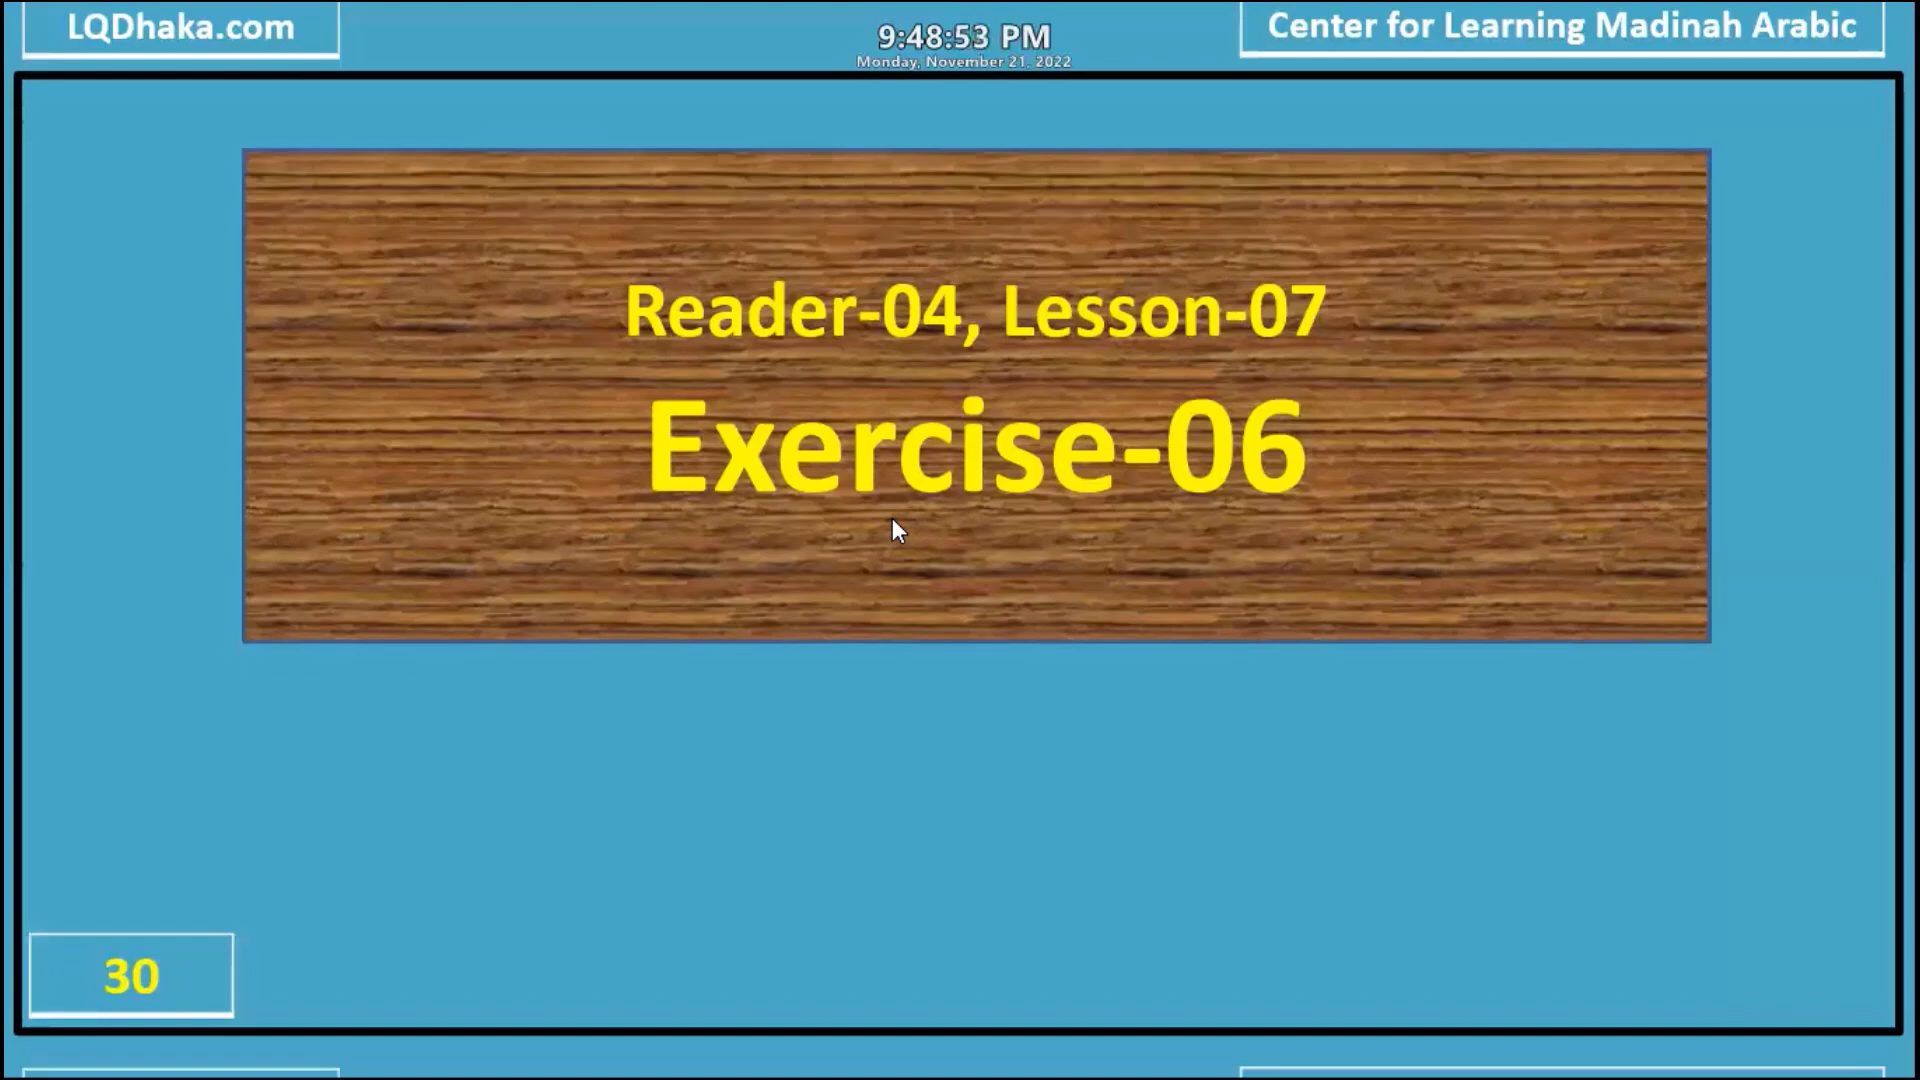 LQDhaka.com
9:48:53 PM
Monday, November 21, 2022
Center for Learning Madinah Arabic
Reader-04, Lesson-07
Exercise-06
30